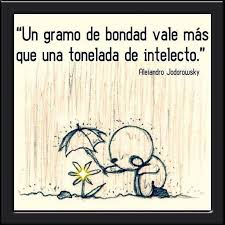 “Un gramo de bondad vale más
que una tonelada de intelecto.”
Alejandro Jodorowsky